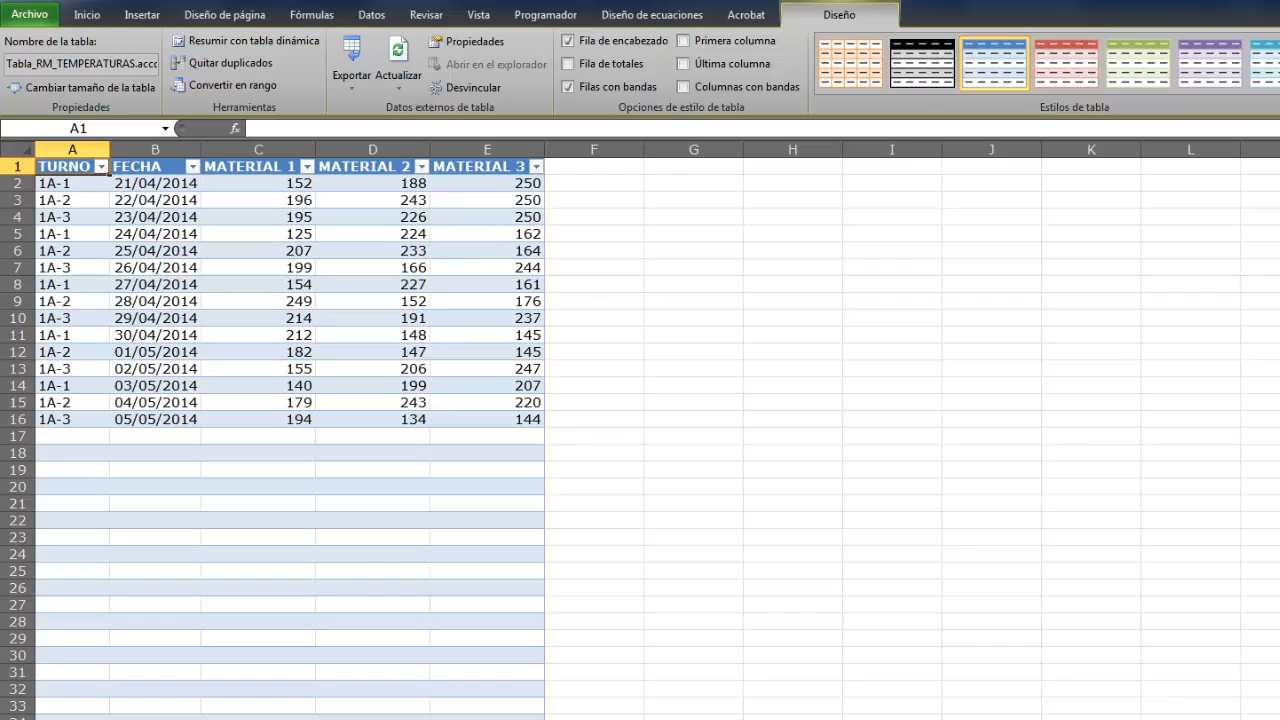 Archivo Inicio Insertar Diseño de página Fórmulas Datos Revisar Vista Programador Diseño de ecuaciones Acrobat Diseño
Nombre de la tabla: Resumir con tabla dinámica Propiedades Fila de encabezado Primera columna
Tabla_RM_TEMPERATURAS.acc Quitar duplicados Exportar Actualizar Abrir en el explorador Fila de totales Última columna
Cambiar tamaño de la tabla Convertir en rango Desvincular Filas con bandas Columnas con bandas
Propiedades Herramientas Datos externos de tabla Opciones de estilo de tabla Estilos de tabla
A1 fx
A B C D E F G H I J K L
1 TURNO FECHA MATERIAL 1 MATERIAL 2 MATERIAL 3
2 1A-1 21/04/2014 152 188 250
3 1A-2 22/04/2014 196 243 250
4 1A-3 23/04/2014 195 226 250
5 1A-1 24/04/2014 125 224 162
6 1A-2 25/04/2014 207 233 164
7 1A-3 26/04/2014 199 166 244
8 1A-1 27/04/2014 154 227 161
9 1A-2 28/04/2014 249 152 176
10 1A-3 29/04/2014 214 191 237
11 1A-1 30/04/2014 212 148 145
12 1A-2 01/05/2014 182 147 145
13 1A-3 02/05/2014 155 206 247
14 1A-1 03/05/2014 140 199 207
15 1A-2 04/05/2014 179 243 220
16 1A-3 05/05/2014 194 134 144
17
18
19
20
21
22
23
24
25
26
27
28
29
30
31
32
33